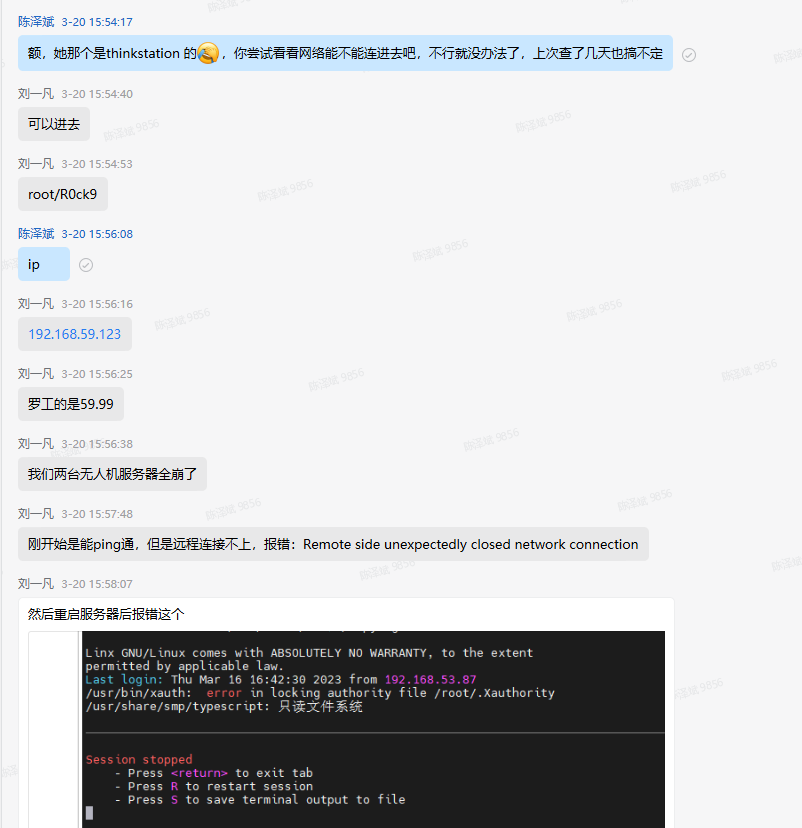 陈泽斌 3-20 15:54:17
额，她那个是thinkstation 的，你尝试看看网络能不能连进去吧，不行就没办法了，上次查了几天也搞不定
刘一凡 3-20 15:54:40
可以进去
刘一凡 3-20 15:54:53
root/R0ck9
陈泽斌 3-20 15:56:08
ip
刘一凡 3-20 15:56:16
192.168.59.123
刘一凡 3-20 15:56:25
罗工的是59.99
刘一凡 3-20 15:56:38
我们两台无人机服务器全崩了
刘一凡 3-20 15:57:48
刚开始是能ping通，但是远程连接不上，报错：Remote side unexpectedly closed network connection
刘一凡 3-20 15:58:07
然后重启服务器后报错这个
Linx GNU/Linux comes with ABSOLUTELY NO WARRANTY, to the extent
permitted by applicable law.
Last login: Thu Mar 16 16:42:30 2023 from 192.168.53.87
/usr/bin/xauth:  error in locking authority file /root/.Xauthority
/usr/share/smp/typescript: 只读文件系统
Session stopped
- Press <return> to exit tab
- Press R to restart session
- Press S to save terminal output to file
陈泽斌 9856